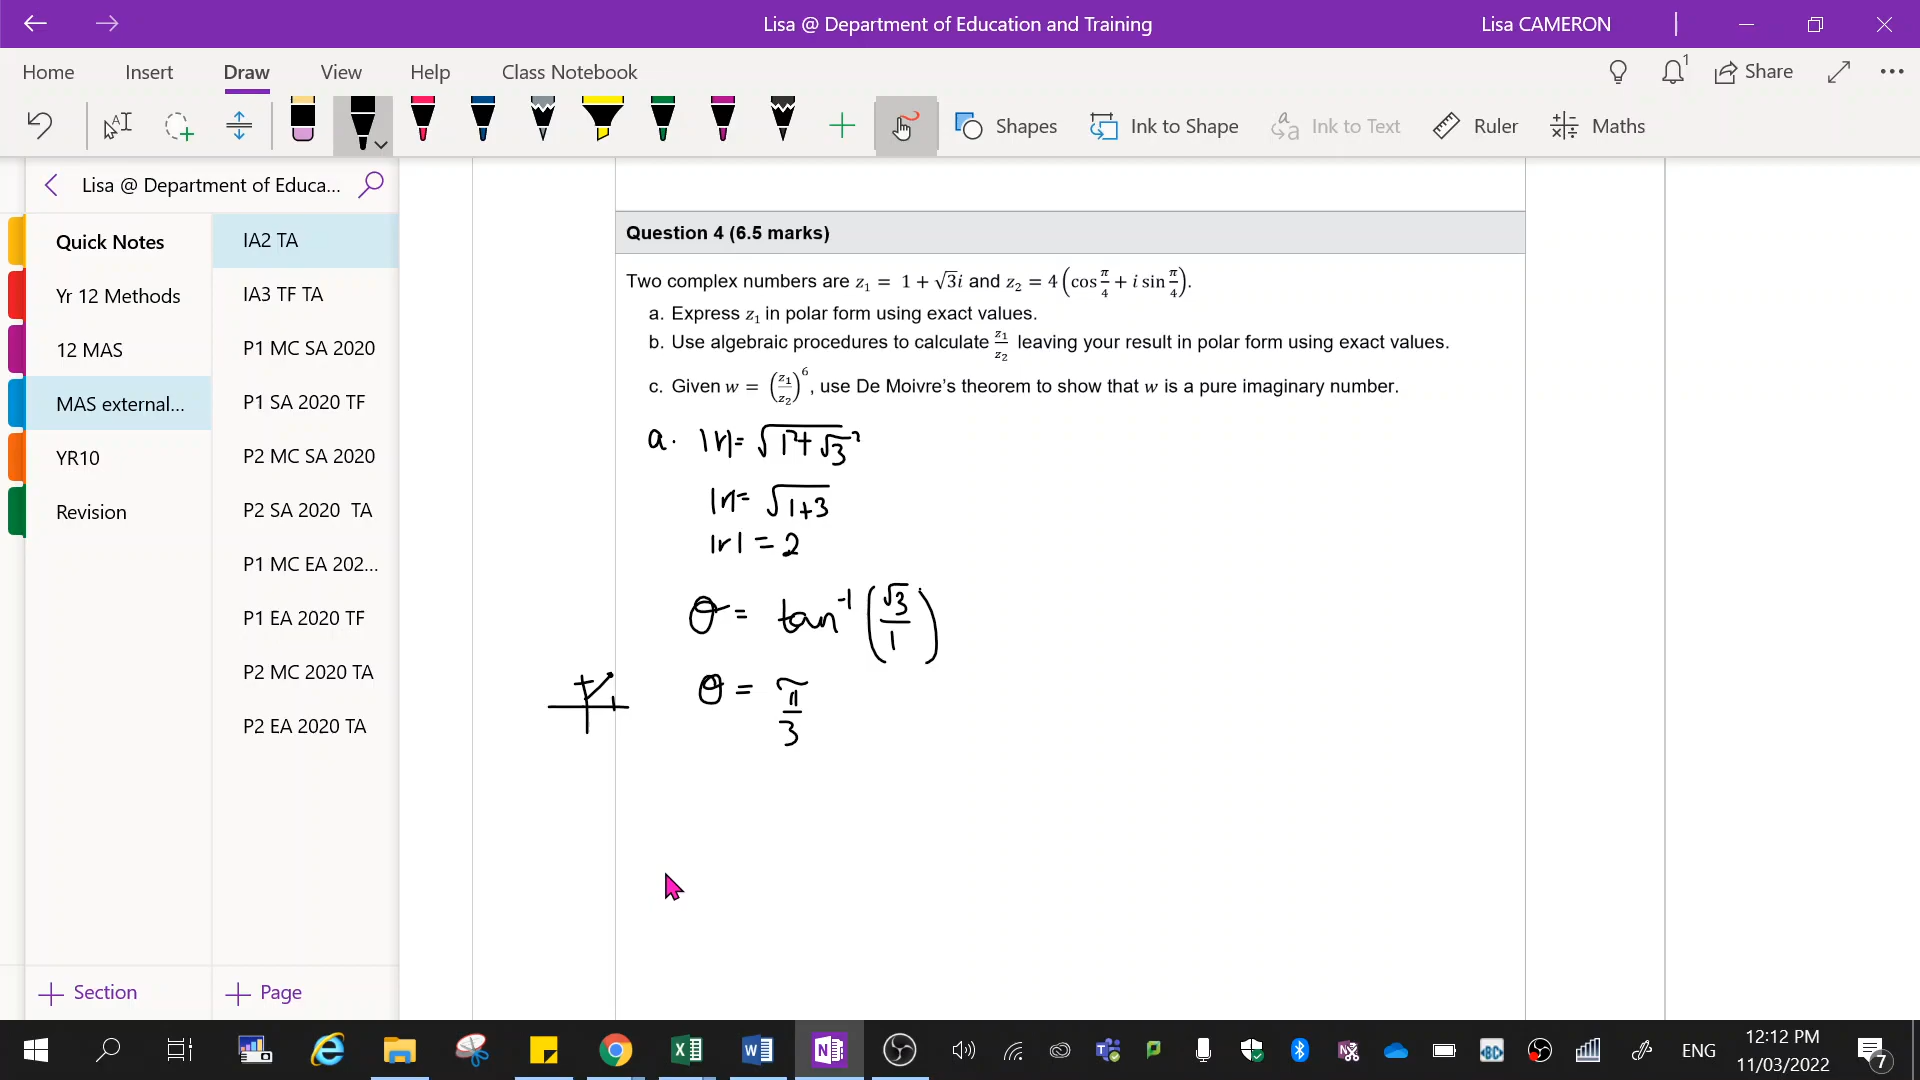 Lisa @ Department of Education and Training
Lisa CAMERON
Home Insert Draw View Help Class Notebook
1 Share
Shapes Ink to Shape Ink to Text Ruler Maths
Lisa @ Department of Educa...
Quick Notes
Yr 12 Methods
12 MAS
MAS external...
YR10
Revision
IA2 TA
IA3 TF TA
P1 MC SA 2020
P1 SA 2020 TF
P2 MC SA 2020
P2 SA 2020 TA
P1 MC EA 202...
P1 EA 2020 TF
P2 MC 2020 TA
P2 EA 2020 TA
Section
Page
Question 4 (6.5 marks)
Two complex numbers are z₁ = 1 + √3i and z₂ = 4(cos π/4 + i sin π/4).
a. Express z₁ in polar form using exact values.
b. Use algebraic procedures to calculate z₁/z₂ leaving your result in polar form using exact values.
c. Given w = (z₁/z₂)⁶, use De Moivre's theorem to show that w is a pure imaginary number.
a. |r| = √(1²+√3²)
|r| = √(1+3)
|r| = 2
θ = tan⁻¹(√3/1)
θ = π/3
ENG
12:12 PM
11/03/2022
7